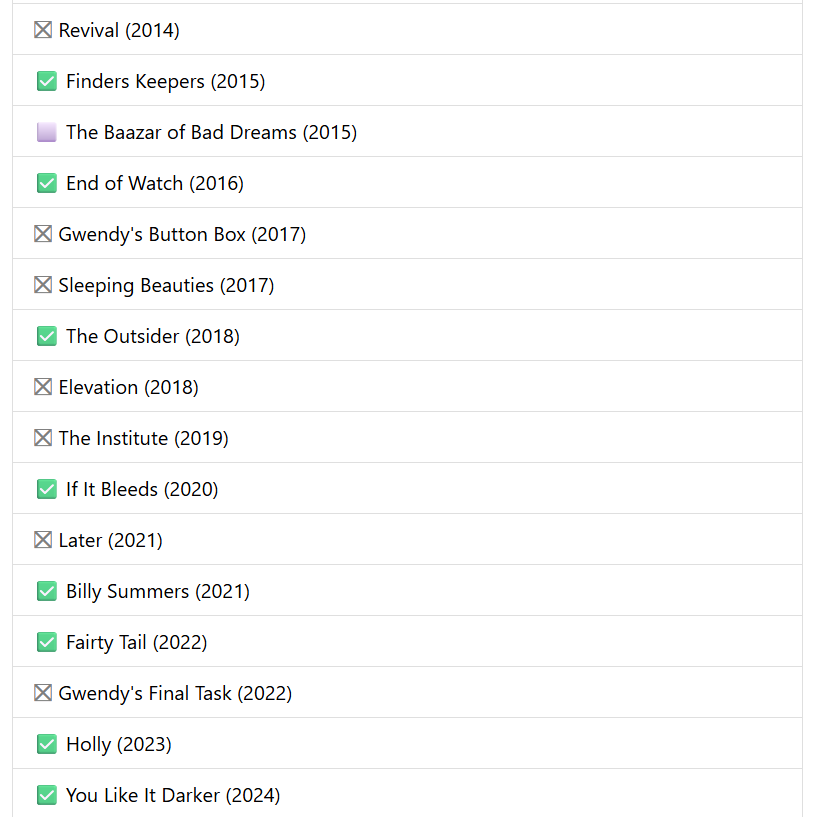 Revival (2014)
Finders Keepers (2015)
The Baazar of Bad Dreams (2015)
End of Watch (2016)
Gwendy's Button Box (2017)
Sleeping Beauties (2017)
The Outsider (2018)
Elevation (2018)
The Institute (2019)
If It Bleeds (2020)
Later (2021)
Billy Summers (2021)
Fairty Tail (2022)
Gwendy's Final Task (2022)
Holly (2023)
You Like It Darker (2024)